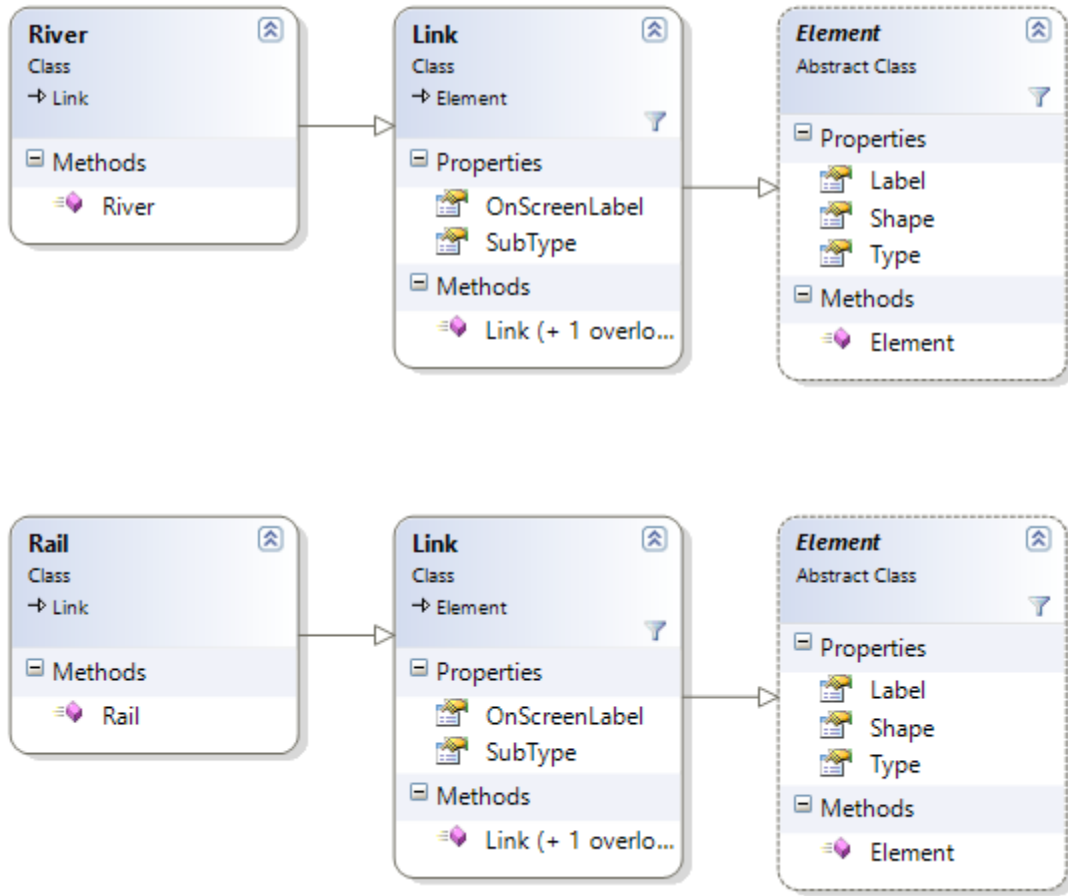 River
Class
Link
Methods
River
Link
Class
Element
Properties
OnScreenLabel
SubType
Methods
Link (+ 1 overlo...
Element
Abstract Class
Properties
Label
Shape
Type
Methods
Element
Rail
Class
Link
Methods
Rail
Link
Class
Element
Properties
OnScreenLabel
SubType
Methods
Link (+ 1 overlo...
Element
Abstract Class
Properties
Label
Shape
Type
Methods
Element